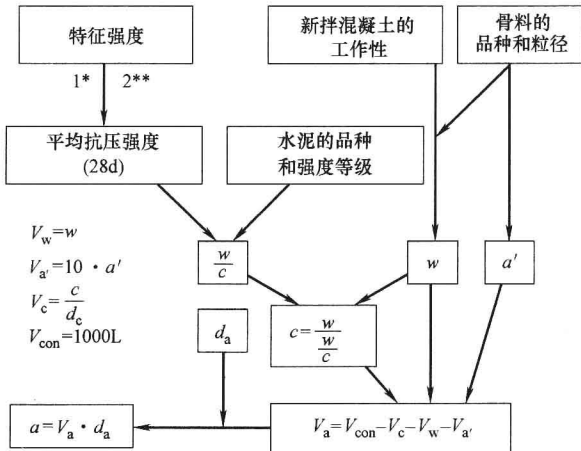 特征强度
新拌混凝土的
工作性
骨料的
品种和粒径
1* 2**
平均抗压强度
(28d)
水泥的品种
和强度等级
V_w=w
V_a'=10 · a'
V_c=c/d_c
V_con=1000L
w/c
w
a'
d_a
c=w/(w/c)
a=V_a · d_a
V_a=V_con–V_c–V_w–V_a'